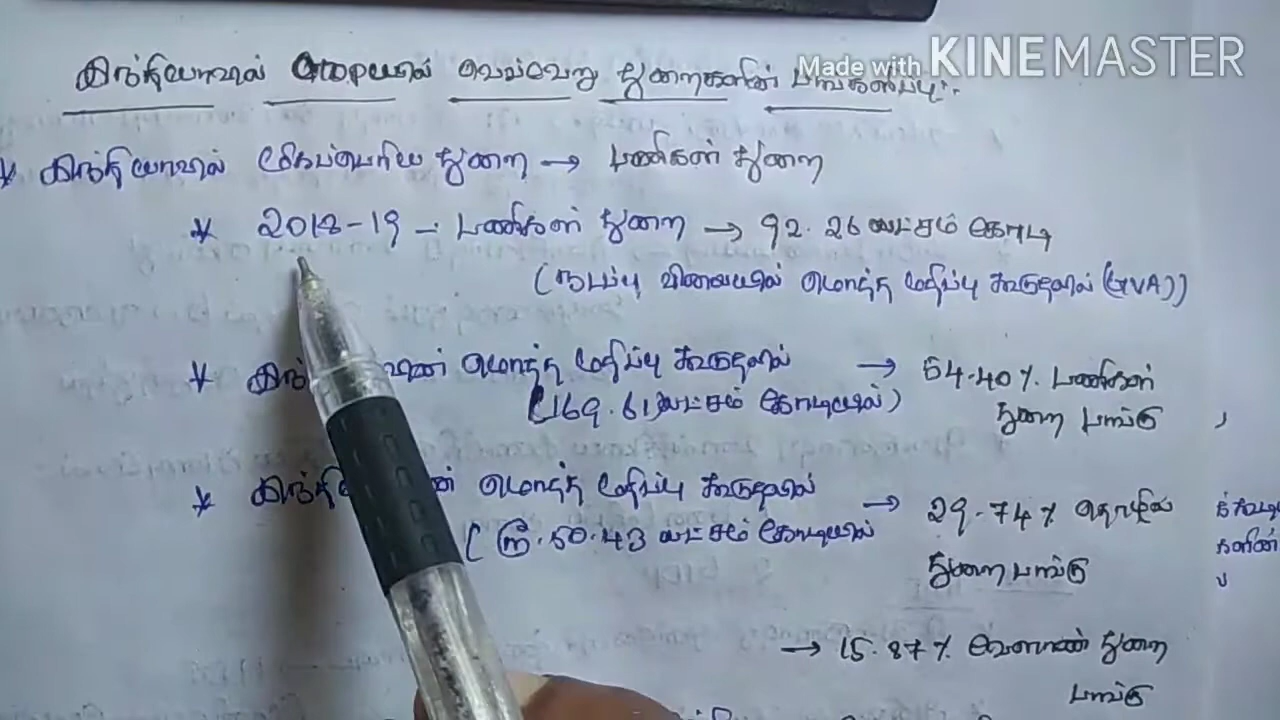 Made with KINEMASTER
இந்தியாவில் வெவ்வேறு துறைகளின் பங்களிப்பு :-
* இந்தியாவில் மிகப்பெரிய துறை → பணிகள் துறை
* 2018-19 - பணிகள் துறை → 92.26 லட்சம் கோடி
(நடப்பு விலையில் மொத்த மதிப்பு கூடுதலில் (GVA))
* மொத்த மதிப்பு கூடுதலில் → 54.40% பணிகள்
(169.61 லட்சம் கோடியில்) துறை பங்கு ,
* மொத்த மதிப்பு கூடுதலில் → 29.74% தொழில்
(ரூ.50.43 லட்சம் கோடியில் துறை பங்கு
→ 15.87% வேளாண் துறை
பங்கு